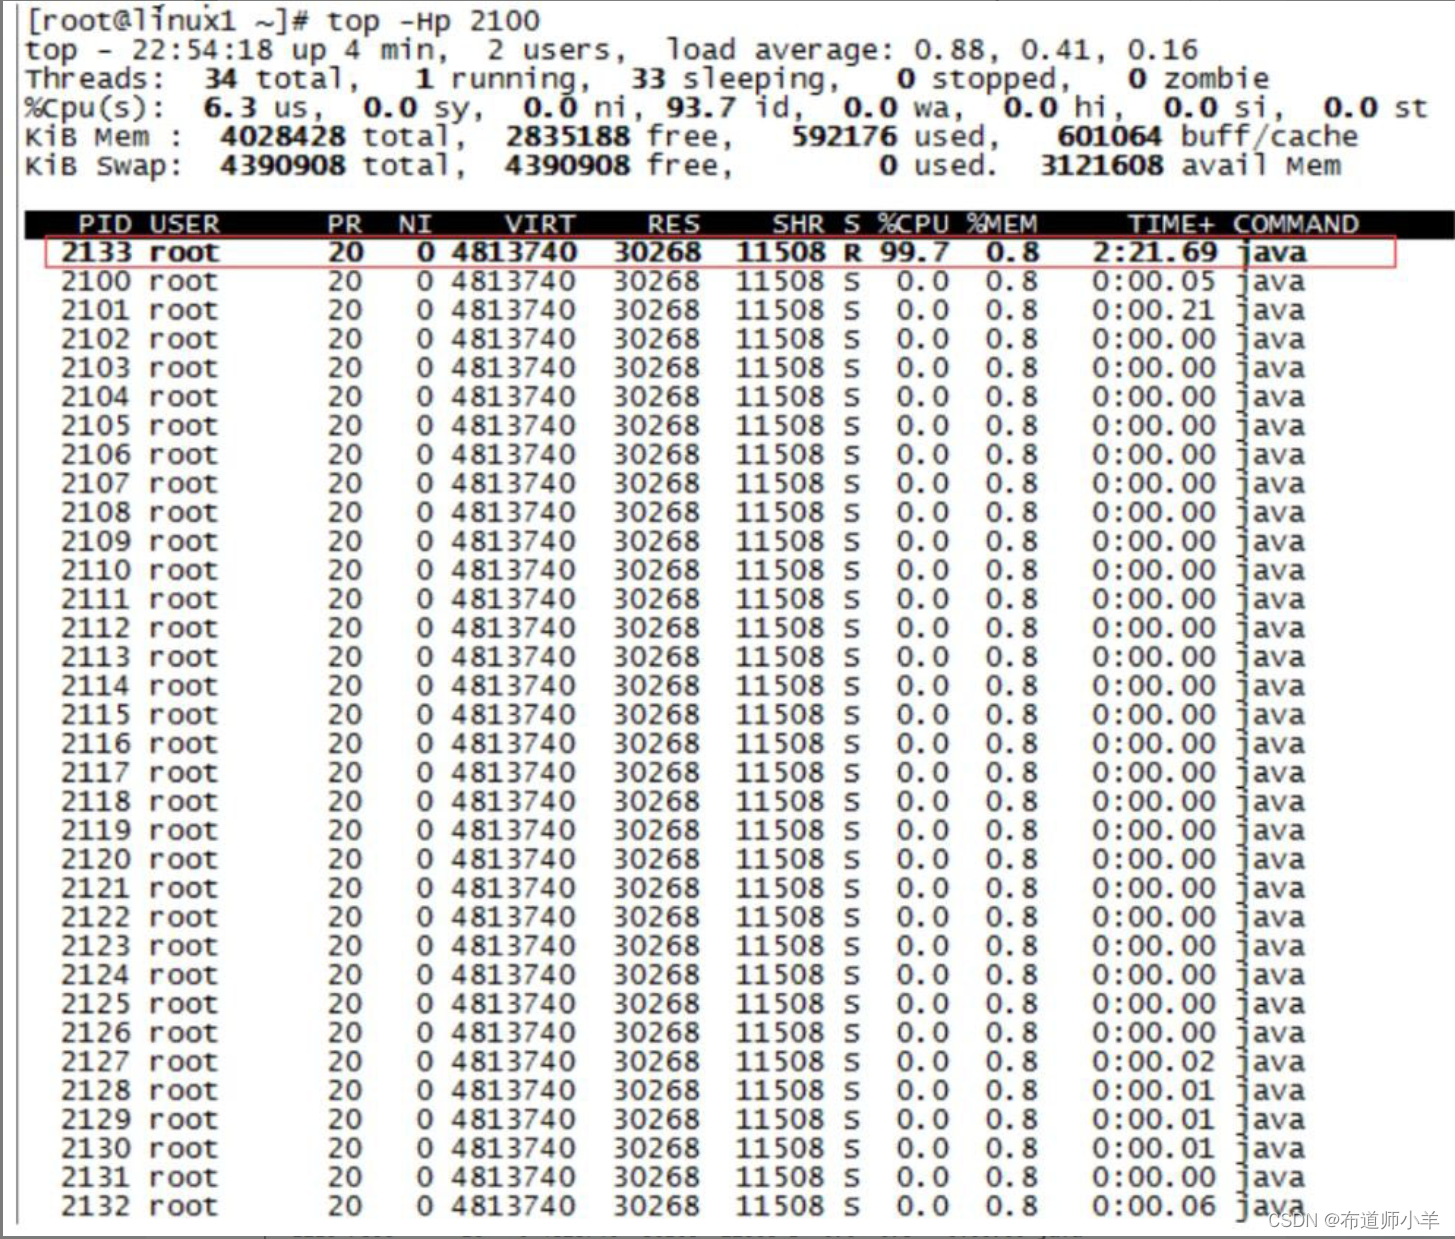 [root@linux1 ~]# top -Hp 2100
top - 22:54:18 up 4 min,  2 users,  load average: 0.88, 0.41, 0.16
Threads:  34 total,   1 running,  33 sleeping,   0 stopped,   0 zombie
%Cpu(s):  6.3 us,  0.0 sy,  0.0 ni, 93.7 id,  0.0 wa,  0.0 hi,  0.0 si,  0.0 st
KiB Mem :  4028428 total,  2835188 free,   592176 used,   601064 buff/cache
KiB Swap:  4390908 total,  4390908 free,        0 used.  3121608 avail Mem
PID USER PR NI VIRT RES SHR S %CPU %MEM TIME+ COMMAND
2133 root 20 0 4813740 30268 11508 R 99.7 0.8 2:21.69 java
2100 root 20 0 4813740 30268 11508 S 0.0 0.8 0:00.05 java
2101 root 20 0 4813740 30268 11508 S 0.0 0.8 0:00.21 java
2102 root 20 0 4813740 30268 11508 S 0.0 0.8 0:00.00 java
2103 root 20 0 4813740 30268 11508 S 0.0 0.8 0:00.00 java
2104 root 20 0 4813740 30268 11508 S 0.0 0.8 0:00.00 java
2105 root 20 0 4813740 30268 11508 S 0.0 0.8 0:00.00 java
2106 root 20 0 4813740 30268 11508 S 0.0 0.8 0:00.00 java
2107 root 20 0 4813740 30268 11508 S 0.0 0.8 0:00.00 java
2108 root 20 0 4813740 30268 11508 S 0.0 0.8 0:00.00 java
2109 root 20 0 4813740 30268 11508 S 0.0 0.8 0:00.00 java
2110 root 20 0 4813740 30268 11508 S 0.0 0.8 0:00.00 java
2111 root 20 0 4813740 30268 11508 S 0.0 0.8 0:00.00 java
2112 root 20 0 4813740 30268 11508 S 0.0 0.8 0:00.00 java
2113 root 20 0 4813740 30268 11508 S 0.0 0.8 0:00.00 java
2114 root 20 0 4813740 30268 11508 S 0.0 0.8 0:00.00 java
2115 root 20 0 4813740 30268 11508 S 0.0 0.8 0:00.00 java
2116 root 20 0 4813740 30268 11508 S 0.0 0.8 0:00.00 java
2117 root 20 0 4813740 30268 11508 S 0.0 0.8 0:00.00 java
2118 root 20 0 4813740 30268 11508 S 0.0 0.8 0:00.00 java
2119 root 20 0 4813740 30268 11508 S 0.0 0.8 0:00.00 java
2120 root 20 0 4813740 30268 11508 S 0.0 0.8 0:00.00 java
2121 root 20 0 4813740 30268 11508 S 0.0 0.8 0:00.00 java
2122 root 20 0 4813740 30268 11508 S 0.0 0.8 0:00.00 java
2123 root 20 0 4813740 30268 11508 S 0.0 0.8 0:00.00 java
2124 root 20 0 4813740 30268 11508 S 0.0 0.8 0:00.00 java
2125 root 20 0 4813740 30268 11508 S 0.0 0.8 0:00.00 java
2126 root 20 0 4813740 30268 11508 S 0.0 0.8 0:00.00 java
2127 root 20 0 4813740 30268 11508 S 0.0 0.8 0:00.02 java
2128 root 20 0 4813740 30268 11508 S 0.0 0.8 0:00.01 java
2129 root 20 0 4813740 30268 11508 S 0.0 0.8 0:00.01 java
2130 root 20 0 4813740 30268 11508 S 0.0 0.8 0:00.01 java
2131 root 20 0 4813740 30268 11508 S 0.0 0.8 0:00.00 java
2132 root 20 0 4813740 30268 11508 S 0.0 0.8 0:00.06 java
CSDN @布道师小羊